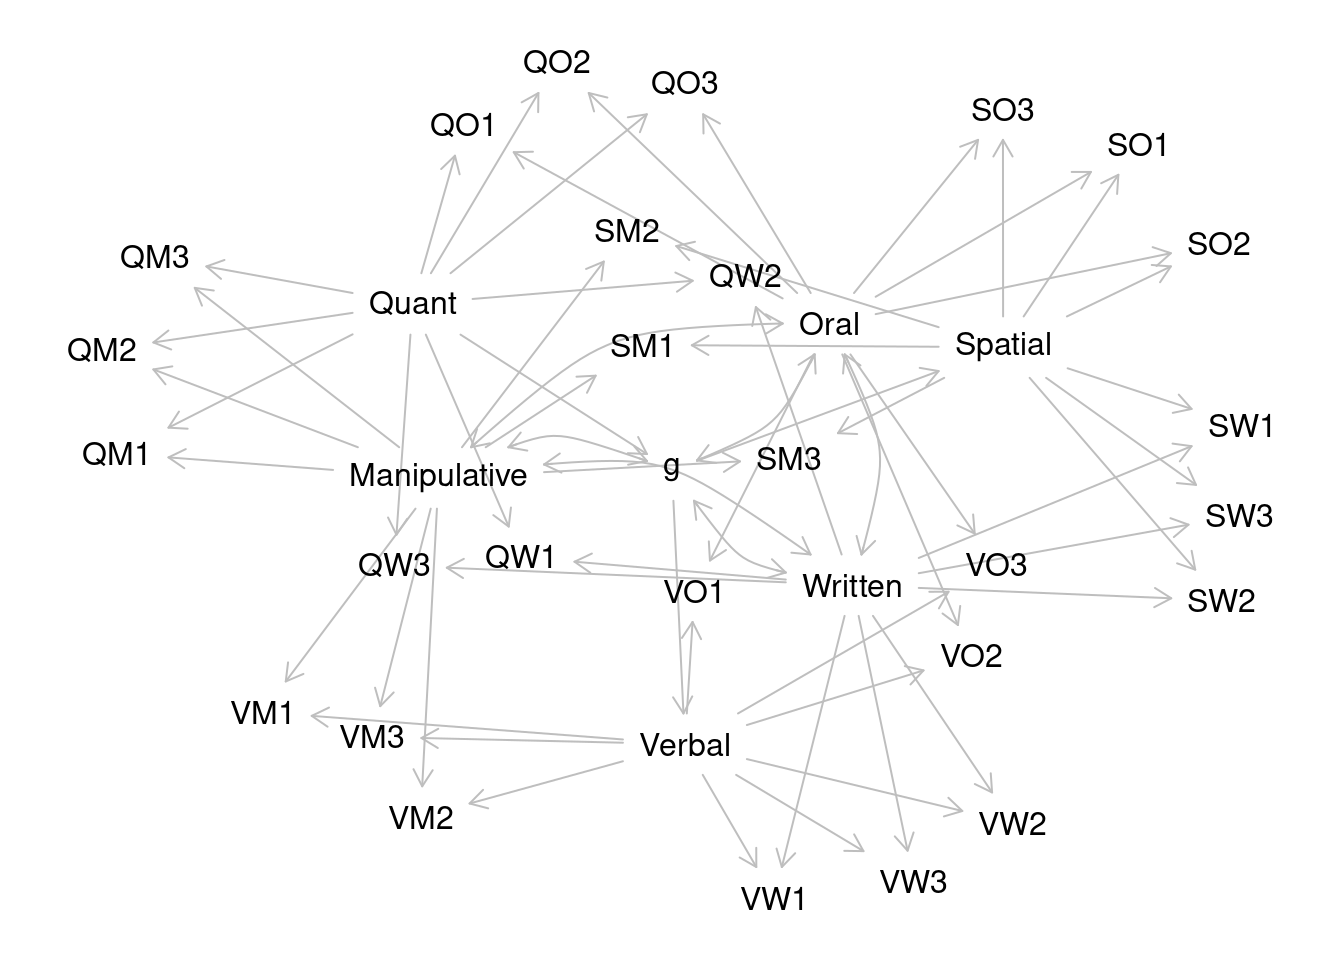 QO2
QO3
SO3
QO1
SO1
SM2
SO2
QM3
QW2
Quant
Oral
Spatial
SM1
QM2
SW1
QM1
SM3
g
Manipulative
SW3
QW1
QW3
VO3
Written
VO1
SW2
VO2
VM1
VM3
Verbal
VM2
VW2
VW3
VW1